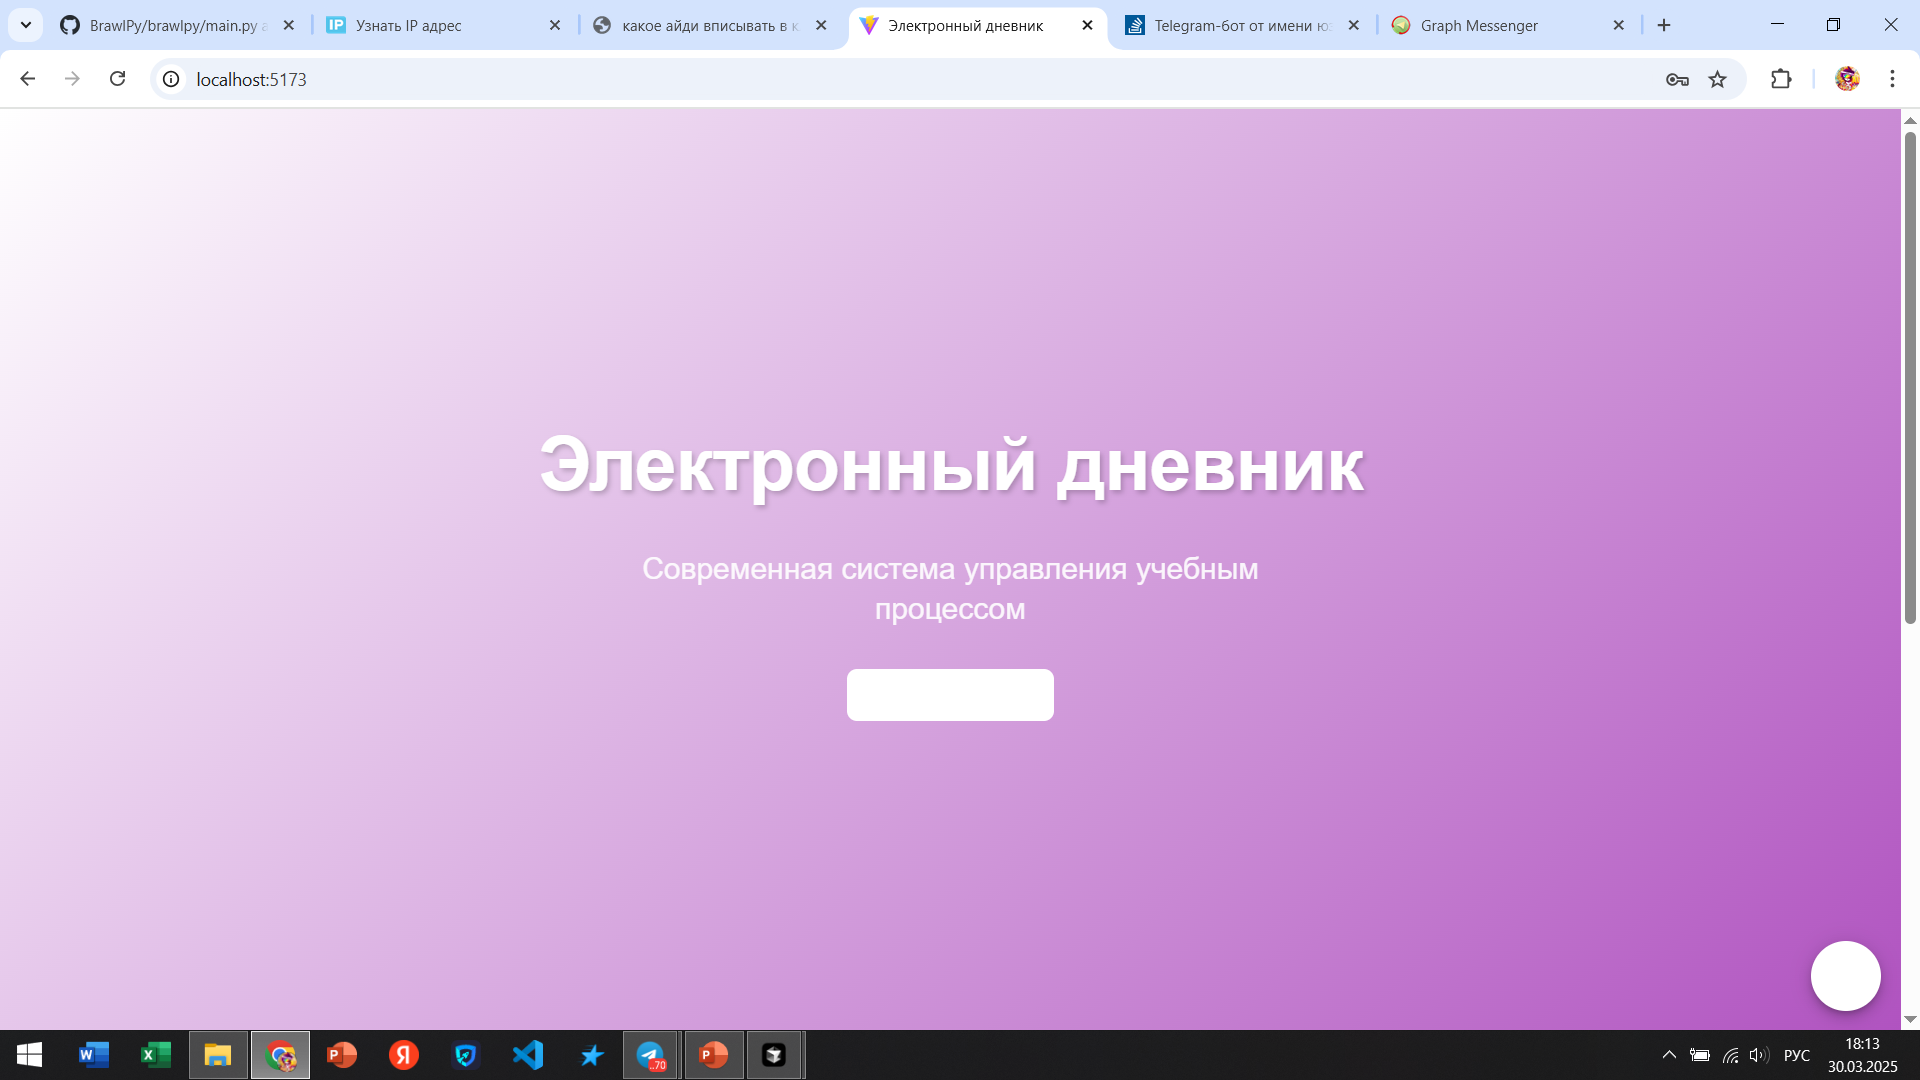 BrawlPy/brawlpy/main.py а
Узнать IP адрес
какое айди вписывать в к
Электронный дневник
Telegram-бот от имени юз
Graph Messenger
localhost:5173
Электронный дневник
Современная система управления учебным
процессом
..70
РУС
18:13
30.03.2025